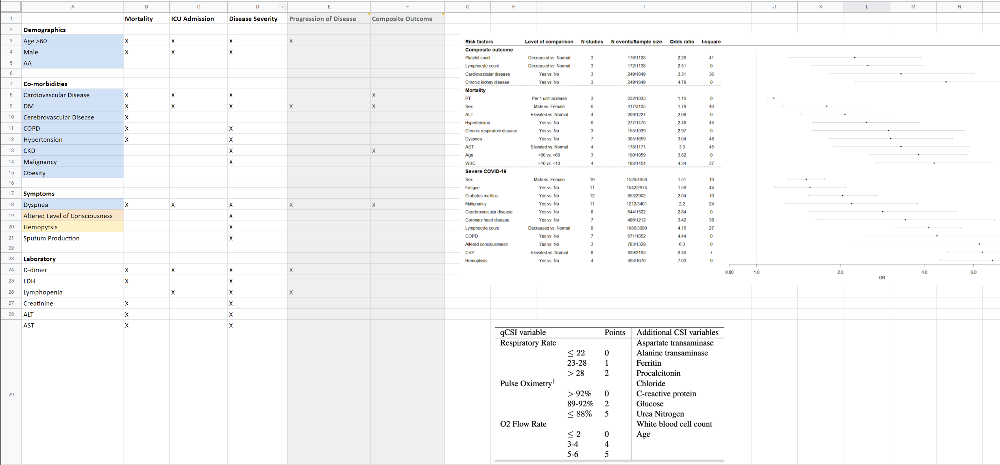 A B C D E F G H I J K L M N
1 Mortality ICU Admission Disease Severity Progression of Disease Composite Outcome
2 Demographics
3 Age >60 X X X X
4 Male X X X
5 AA
6
7 Co-morbidities
8 Cardiovascular Disease X X X X
9 DM X X X X X
10 Cerebrovascular Disease X
11 COPD X X
12 Hypertension X X
13 CKD X X
14 Malignancy X
15 Obesity
16
17 Symptoms
18 Dyspnea X X X X X
19 Altered Level of Consciousness X
20 Hemopytsis X
21 Sputum Production X
22
23 Laboratory
24 D-dimer X X X X
25 LDH X X
26 Lymphopenia X X X
27 Creatinine X X
28 ALT X X
29 AST X X
Risk factors Level of comparison N studies N events/Sample size Odds ratio I-square
Composite outcome
Platelet count Decreased vs. Normal 3 176/1128 2.26 41
Lymphocyte count Decreased vs. Normal 3 172/1138 2.51 0
Cardiovascular disease Yes vs. No 3 249/1849 3.31 36
Chronic kidney disease Yes vs. No 3 249/1849 4.79 0
Mortality
PT Per 1 unit increase 3 232/1033 1.16 0
Sex Male vs. Female 6 417/3135 1.79 46
ALT Elevated vs. Normal 4 209/1227 2.08 0
Hypertension Yes vs. No 6 277/1470 2.48 44
Chronic respiratory disease Yes vs. No 3 155/1039 2.97 0
Dyspnea Yes vs. No 7 305/1659 3.04 48
AST Elevated vs. Normal 4 178/1171 3.3 45
Age >60 vs. <60 3 190/1059 3.82 0
WBC >10 vs. <10 4 188/1454 4.34 37
Severe COVID-19
Sex Male vs. Female 19 1526/4656 1.51 10
Fatigue Yes vs. No 11 1042/2974 1.56 44
Diabetes mellitus Yes vs. No 12 853/2902 2.04 10
Malignancy Yes vs. No 11 1212/3401 2.2 24
Cerebrovascular disease Yes vs. No 8 644/1522 2.84 0
Coronary heart disease Yes vs. No 7 486/1212 3.42 38
Lymphocyte count Decreased vs. Normal 9 1086/3090 4.16 27
COPD Yes vs. No 7 671/1852 4.44 0
Altered consioussness Yes vs. No 3 783/1329 6.3 0
CRP Elevated vs. Normal 8 939/2163 6.46 7
Hemoptysis Yes vs. No 4 493/1670 7.03 0
0.80 1.0 2.0 4.0 6.0
OR
qCSI variable Points Additional CSI variables
Respiratory Rate Aspartate transaminase
≤ 22 0 Alanine transaminase
23-28 1 Ferritin
> 28 2 Procalcitonin
Pulse Oximetry† Chloride
> 92% 0 C-reactive protein
89-92% 2 Glucose
≤ 88% 5 Urea Nitrogen
O2 Flow Rate White blood cell count
≤ 2 0 Age
3-4 4
5-6 5